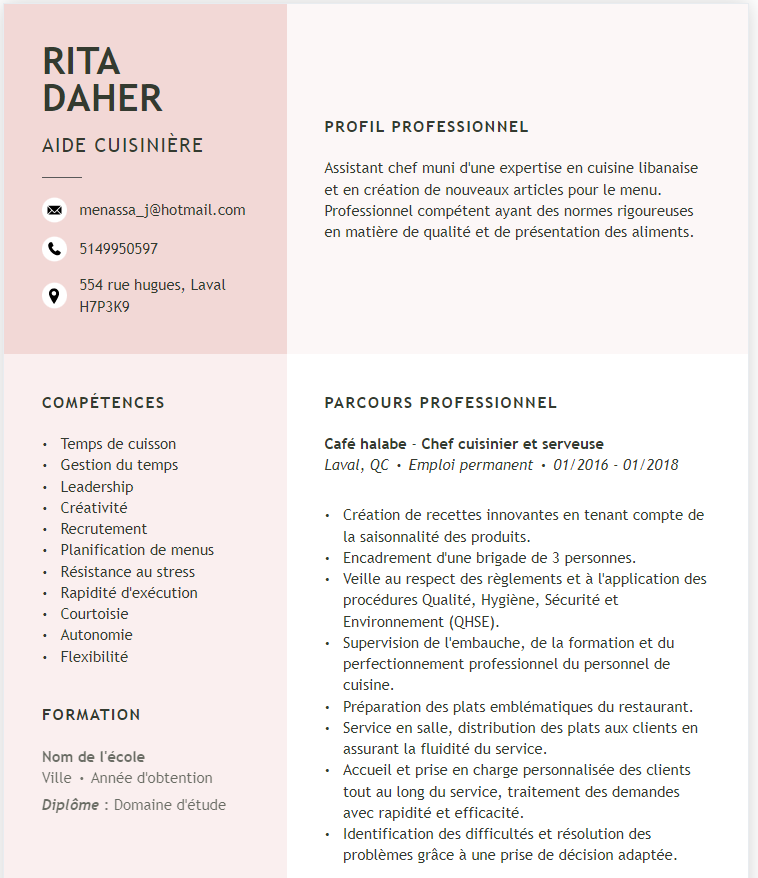 RITA
DAHER
AIDE CUISINIÈRE
menassa_j@hotmail.com
5149950597
554 rue hugues, Laval
H7P3K9
PROFIL PROFESSIONNEL
Assistant chef muni d'une expertise en cuisine libanaise
et en création de nouveaux articles pour le menu.
Professionnel compétent ayant des normes rigoureuses
en matière de qualité et de présentation des aliments.
COMPÉTENCES
• Temps de cuisson
• Gestion du temps
• Leadership
• Créativité
• Recrutement
• Planification de menus
• Résistance au stress
• Rapidité d'exécution
• Courtoisie
• Autonomie
• Flexibilité
FORMATION
Nom de l'école
Ville • Année d'obtention
Diplôme : Domaine d'étude
PARCOURS PROFESSIONNEL
Café halabe - Chef cuisinier et serveuse
Laval, QC • Emploi permanent • 01/2016 - 01/2018
• Création de recettes innovantes en tenant compte de
la saisonnalité des produits.
• Encadrement d'une brigade de 3 personnes.
• Veille au respect des règlements et à l'application des
procédures Qualité, Hygiène, Sécurité et
Environnement (QHSE).
• Supervision de l'embauche, de la formation et du
perfectionnement professionnel du personnel de
cuisine.
• Préparation des plats emblématiques du restaurant.
• Service en salle, distribution des plats aux clients en
assurant la fluidité du service.
• Accueil et prise en charge personnalisée des clients
tout au long du service, traitement des demandes
avec rapidité et efficacité.
• Identification des difficultés et résolution des
problèmes grâce à une prise de décision adaptée.